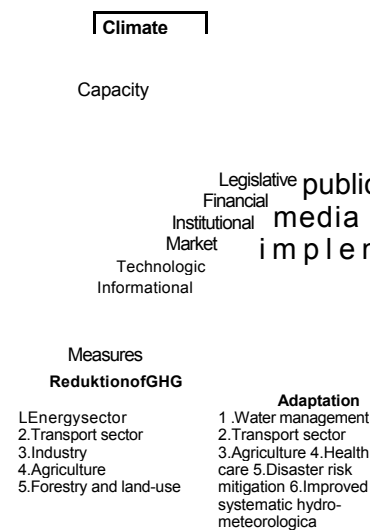 Climate
Capacity
Legislative public
Financial
Institutional media
Market implem
Technologic
Informational
Measures
ReduktionofGHG
Adaptation
LEnergysector
2.Transport sector
3.Industry
4.Agriculture
5.Forestry and land-use
1 .Water management
2.Transport sector
3.Agriculture 4.Health
care 5.Disaster risk
mitigation 6.Improved
systematic hydro-
meteorologica